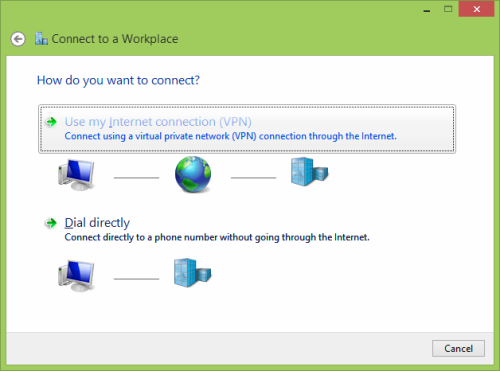 Connect to a Workplace
How do you want to connect?
Use my Internet connection (VPN)
Connect using a virtual private network (VPN) connection through the Internet.
Dial directly
Connect directly to a phone number without going through the Internet.
Cancel